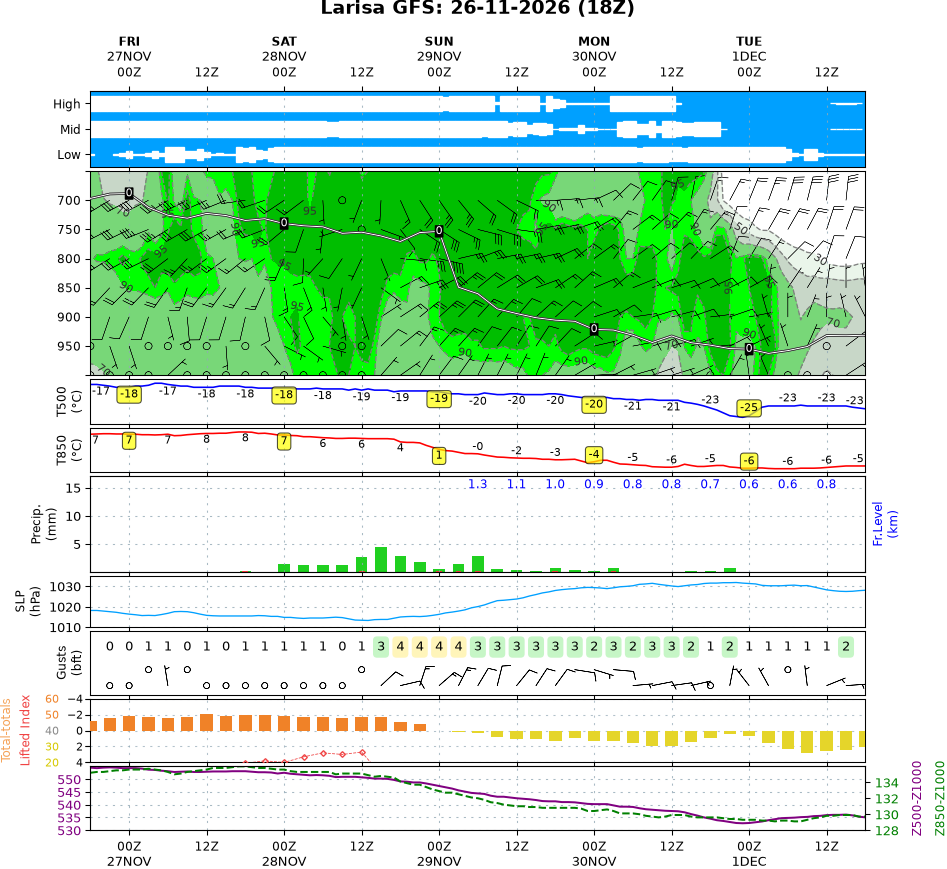 Larisa GFS: 26-11-2026 (18Z)
FRI SAT SUN MON TUE
27NOV 28NOV 29NOV 30NOV 1DEC
00Z 12Z 00Z 12Z 00Z 12Z 00Z 12Z 00Z 12Z
High
Mid
Low
700
750
800
850
900
950
0 0 0 0 0
95 95 95 95 95 90 90 90 90 90 50 30 70 70
T500 (°C)
-17 -18 -17 -18 -18 -18 -18 -19 -19 -19 -20 -20 -20 -20 -21 -21 -23 -25 -23 -23 -23
T850 (°C)
7 7 7 8 8 7 6 6 4 1 -0 -2 -3 -4 -5 -6 -5 -6 -6 -6 -5
Precip. (mm)
15
10
5
1.3 1.1 1.0 0.9 0.8 0.8 0.7 0.6 0.6 0.8
Fr.Level (km)
SLP (hPa)
1030
1020
1010
Gusts (bft)
0 0 1 1 1 0 1 0 1 1 1 1 0 1 3 4 4 4 4 3 3 3 3 3 3 2 3 2 3 3 2 1 2 1 1 1 1 1 2
Total-totals
Lifted Index
60 −4
50 −2
40 0
30 2
20 4
550
545
540
535
530
134
132
130
128
Z500-Z1000
Z850-Z1000
00Z 12Z 00Z 12Z 00Z 12Z 00Z 12Z 00Z 12Z
27NOV 28NOV 29NOV 30NOV 1DEC